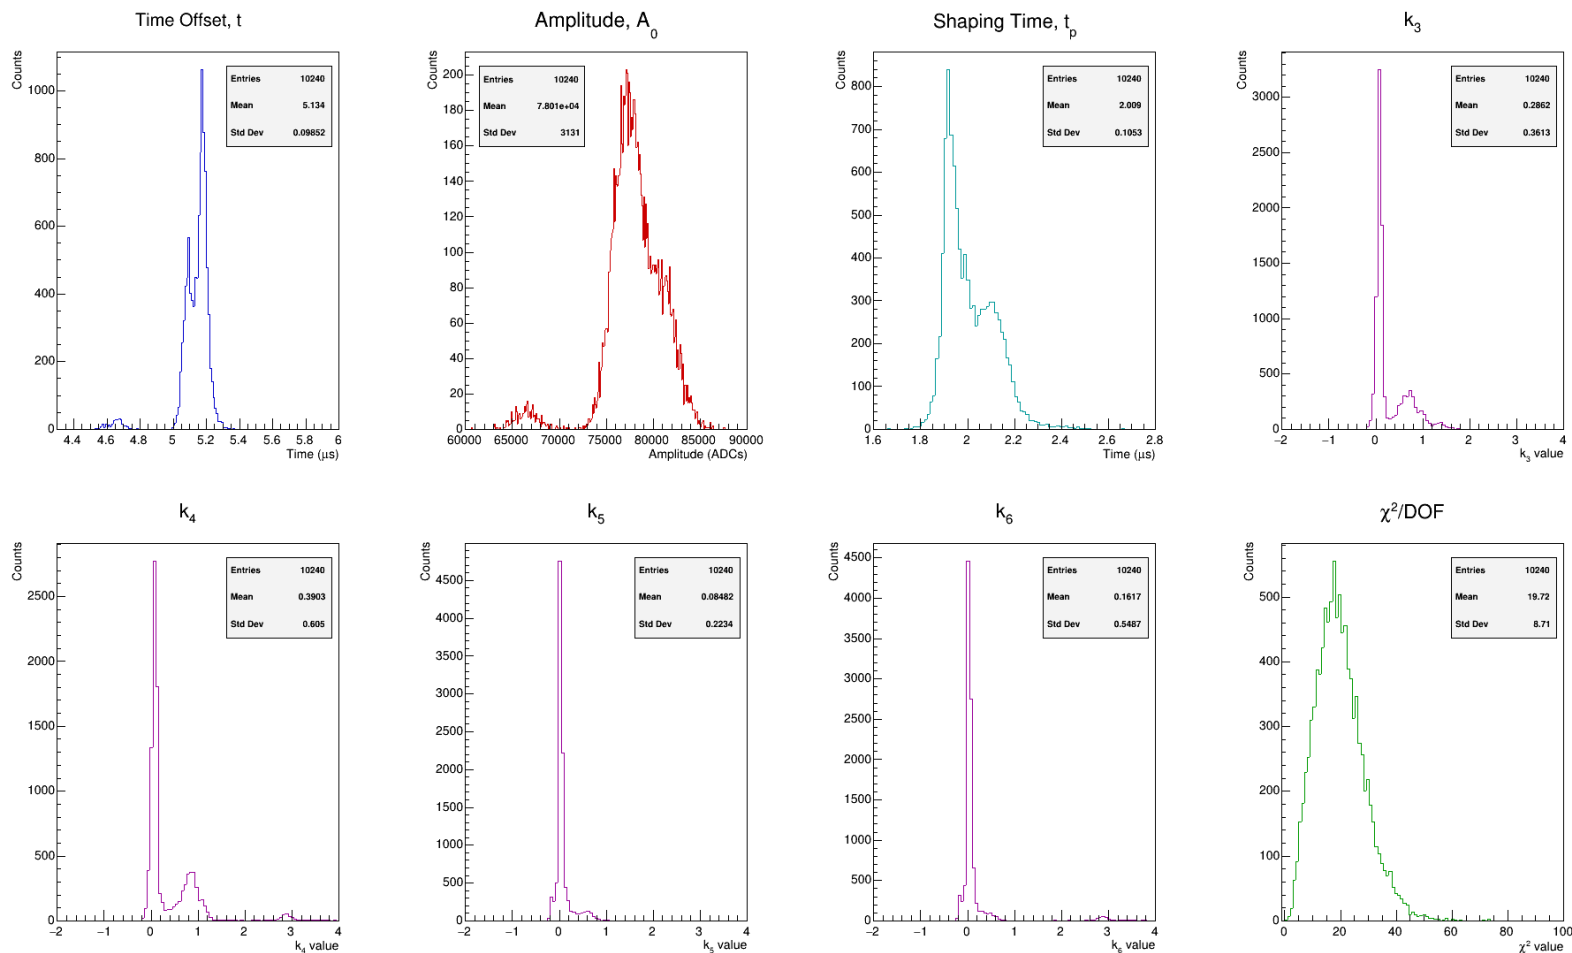 Time Offset, t
Counts
1000
800
600
400
200
0
4.4 4.6 4.8 5 5.2 5.4 5.6 5.8 6
Time (μs)
Entries 10240
Mean 5.134
Std Dev 0.09852
Amplitude, A₀
Counts
200
180
160
140
120
100
80
60
40
20
0
60000 65000 70000 75000 80000 85000 90000
Amplitude (ADCs)
Entries 10240
Mean 7.801e+04
Std Dev 3131
Shaping Time, tₚ
Counts
800
700
600
500
400
300
200
100
0
1.6 1.8 2 2.2 2.4 2.6 2.8
Time (μs)
Entries 10240
Mean 2.009
Std Dev 0.1053
k₃
Counts
3000
2500
2000
1500
1000
500
0
−2 −1 0 1 2 3 4
k₃ value
Entries 10240
Mean 0.2862
Std Dev 0.3613
k₄
Counts
2500
2000
1500
1000
500
0
−2 −1 0 1 2 3 4
k₄ value
Entries 10240
Mean 0.3903
Std Dev 0.605
k₅
Counts
4500
4000
3500
3000
2500
2000
1500
1000
500
0
−2 −1 0 1 2 3 4
k₅ value
Entries 10240
Mean 0.08482
Std Dev 0.2234
k₆
Counts
4500
4000
3500
3000
2500
2000
1500
1000
500
0
−2 −1 0 1 2 3 4
k₆ value
Entries 10240
Mean 0.1617
Std Dev 0.5487
χ²/DOF
Counts
500
400
300
200
100
0
0 20 40 60 80 100
χ² value
Entries 10240
Mean 19.72
Std Dev 8.71